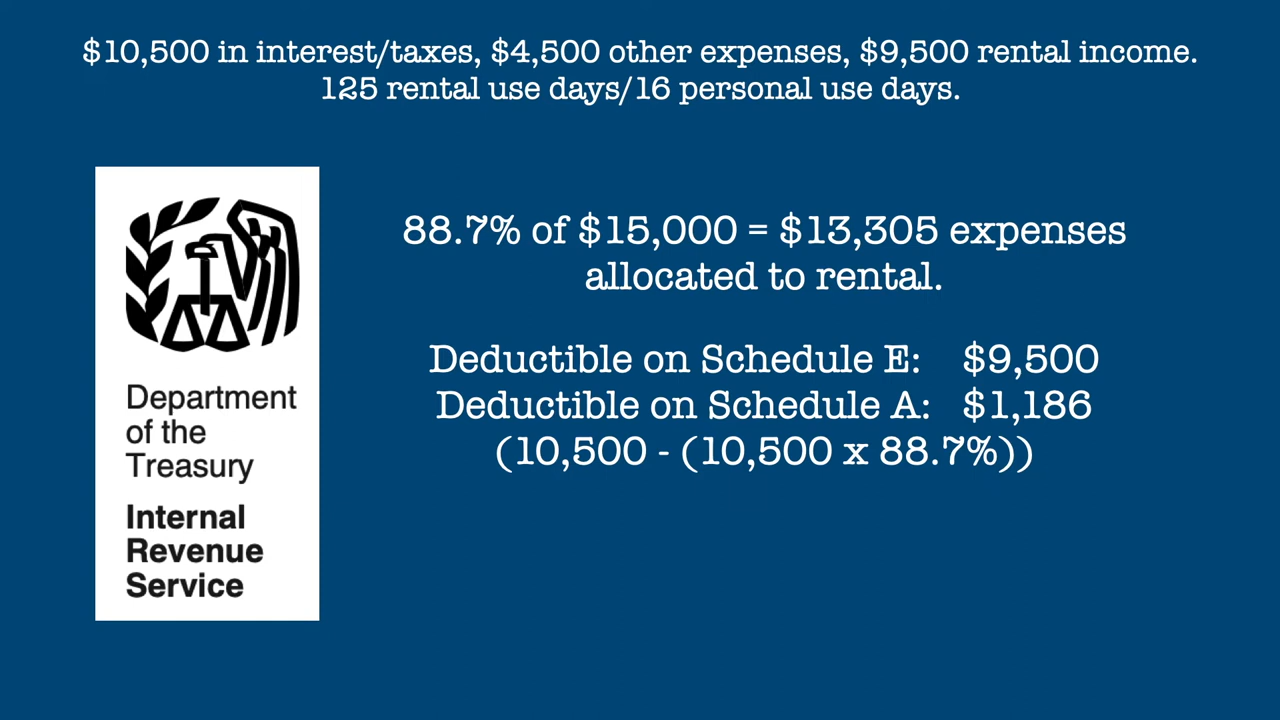 $10,500 in interest/taxes, $4,500 other expenses, $9,500 rental income.
125 rental use days/16 personal use days.
88.7% of $15,000 = $13,305 expenses
allocated to rental.
Deductible on Schedule E: $9,500
Deductible on Schedule A: $1,186
(10,500 - (10,500 x 88.7%))
Department
of the
Treasury
Internal
Revenue
Service